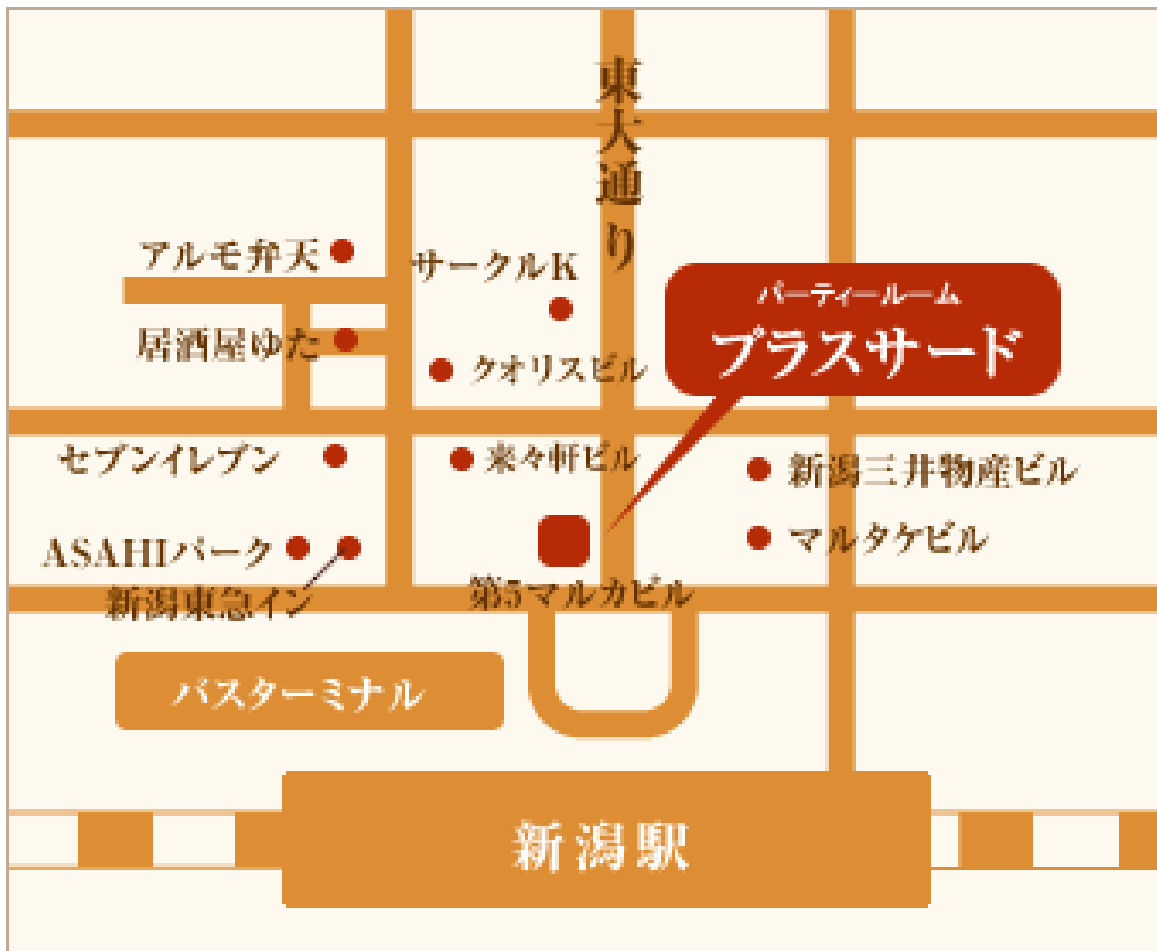 東大通り
アルモ弁天
サークルK
パーティールーム
プラスサード
居酒屋ゆた
クオリスビル
セブンイレブン
来々軒ビル
新潟三井物産ビル
ASAHIパーク
マルタケビル
新潟東急イン
第5マルカビル
バスターミナル
新潟駅